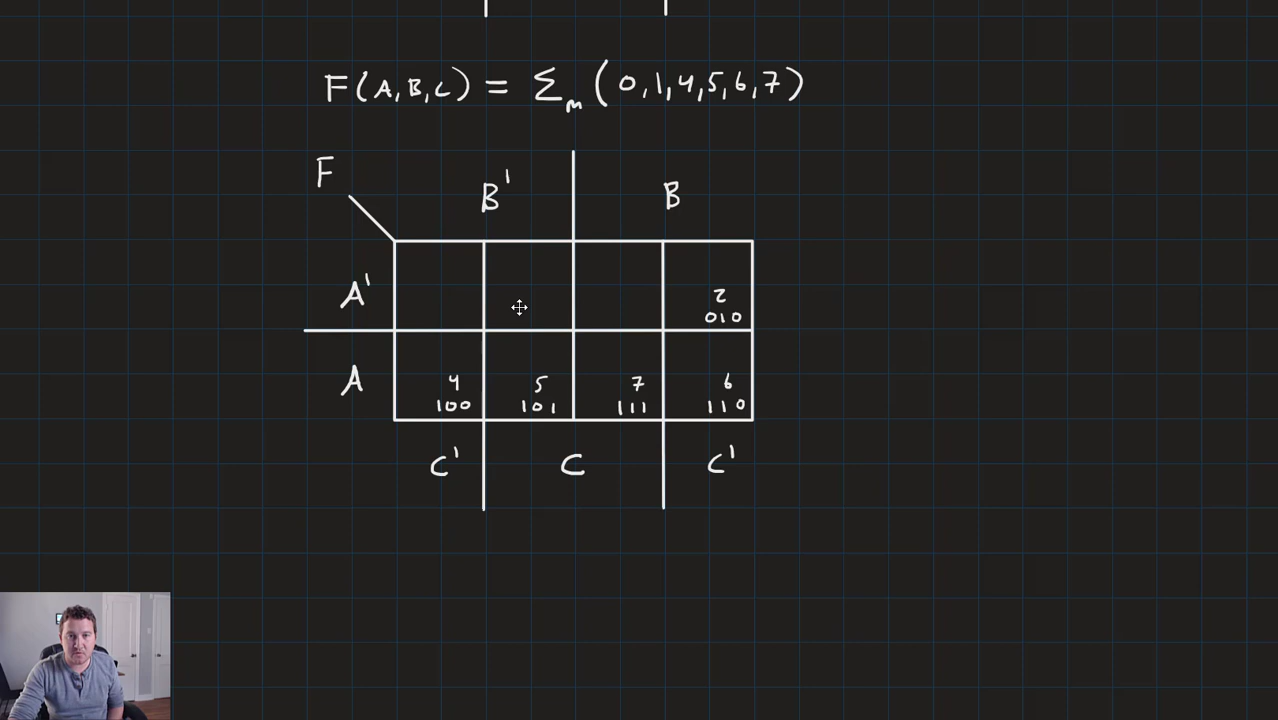 F(A,B,C) = Σm (0,1,4,5,6,7)
F
B' B
A'
2
010
A
4 5 7 6
100 101 111 110
C' C C'